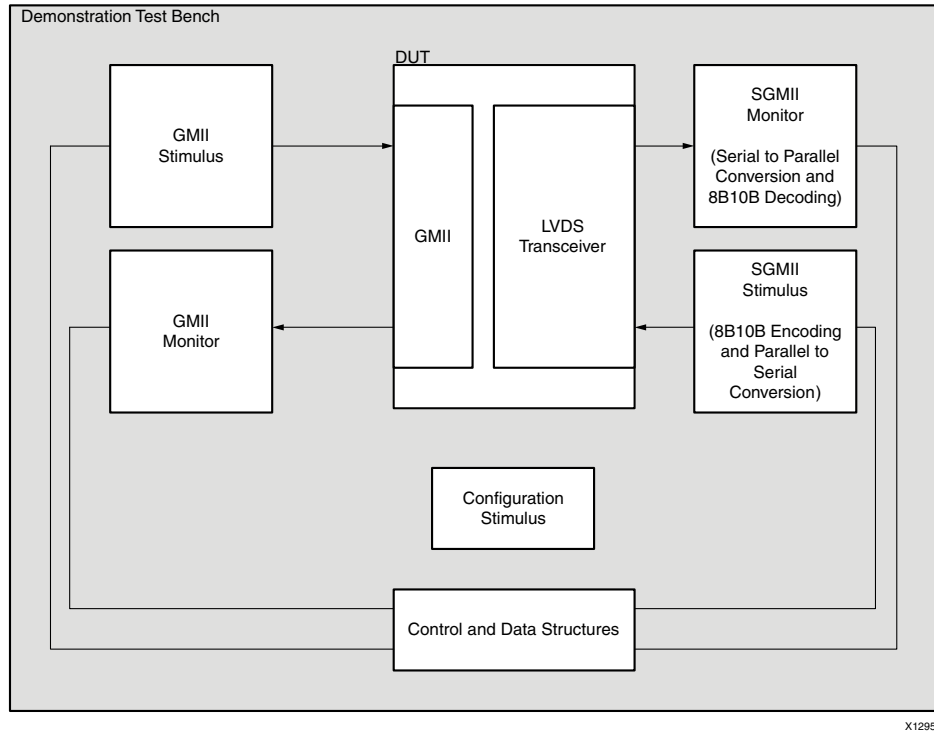 Demonstration Test Bench
DUT
GMII
Stimulus
GMII
Monitor
GMII
LVDS
Transceiver
SGMII
Monitor
(Serial to Parallel
Conversion and
8B10B Decoding)
SGMII
Stimulus
(8B10B Encoding
and Parallel to
Serial
Conversion)
Configuration
Stimulus
Control and Data Structures